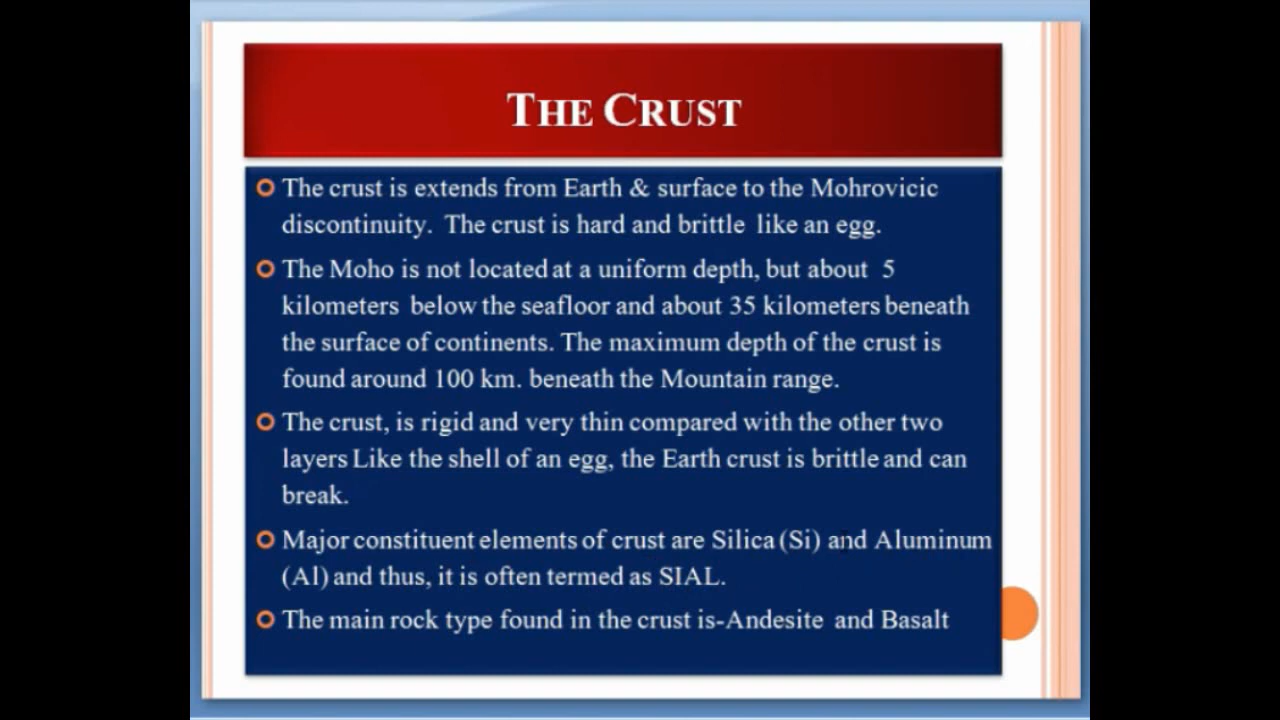 THE CRUST
The crust is extends from Earth & surface to the Mohrovicic
discontinuity. The crust is hard and brittle like an egg.
The Moho is not located at a uniform depth, but about 5
kilometers below the seafloor and about 35 kilometers beneath
the surface of continents. The maximum depth of the crust is
found around 100 km. beneath the Mountain range.
The crust, is rigid and very thin compared with the other two
layers Like the shell of an egg, the Earth crust is brittle and can
break.
Major constituent elements of crust are Silica (Si) and Aluminum
(Al) and thus, it is often termed as SIAL.
The main rock type found in the crust is-Andesite and Basalt